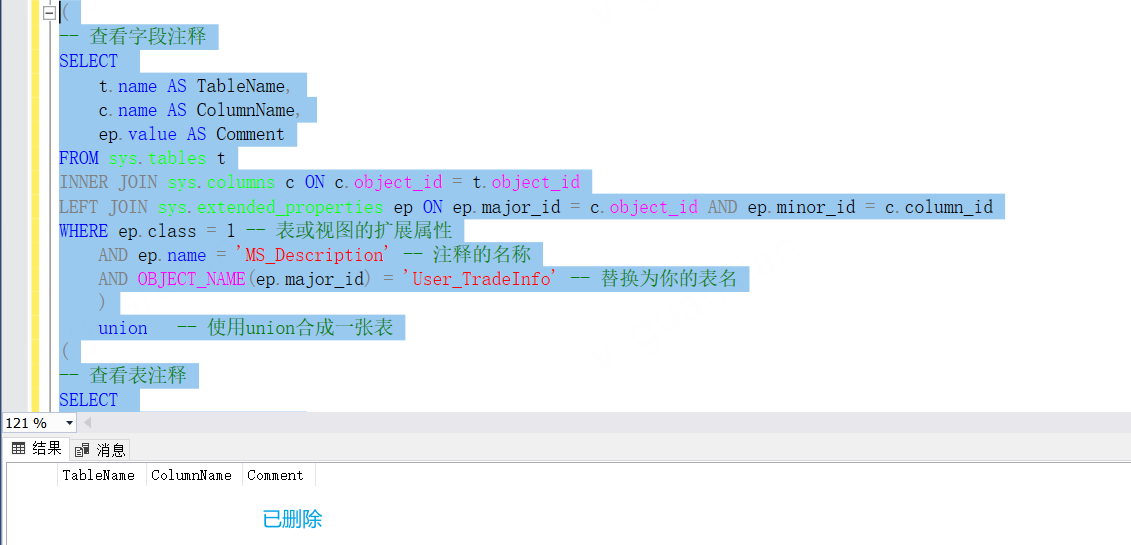 (
-- 查看字段注释
SELECT
t.name AS TableName,
c.name AS ColumnName,
ep.value AS Comment
FROM sys.tables t
INNER JOIN sys.columns c ON c.object_id = t.object_id
LEFT JOIN sys.extended_properties ep ON ep.major_id = c.object_id AND ep.minor_id = c.column_id
WHERE ep.class = 1 -- 表或视图的扩展属性
AND ep.name = 'MS_Description' -- 注释的名称
AND OBJECT_NAME(ep.major_id) = 'User_TradeInfo' -- 替换为你的表名
)
union -- 使用union合成一张表
(
-- 查看表注释
SELECT
121 %
结果 消息
TableName ColumnName Comment
已删除